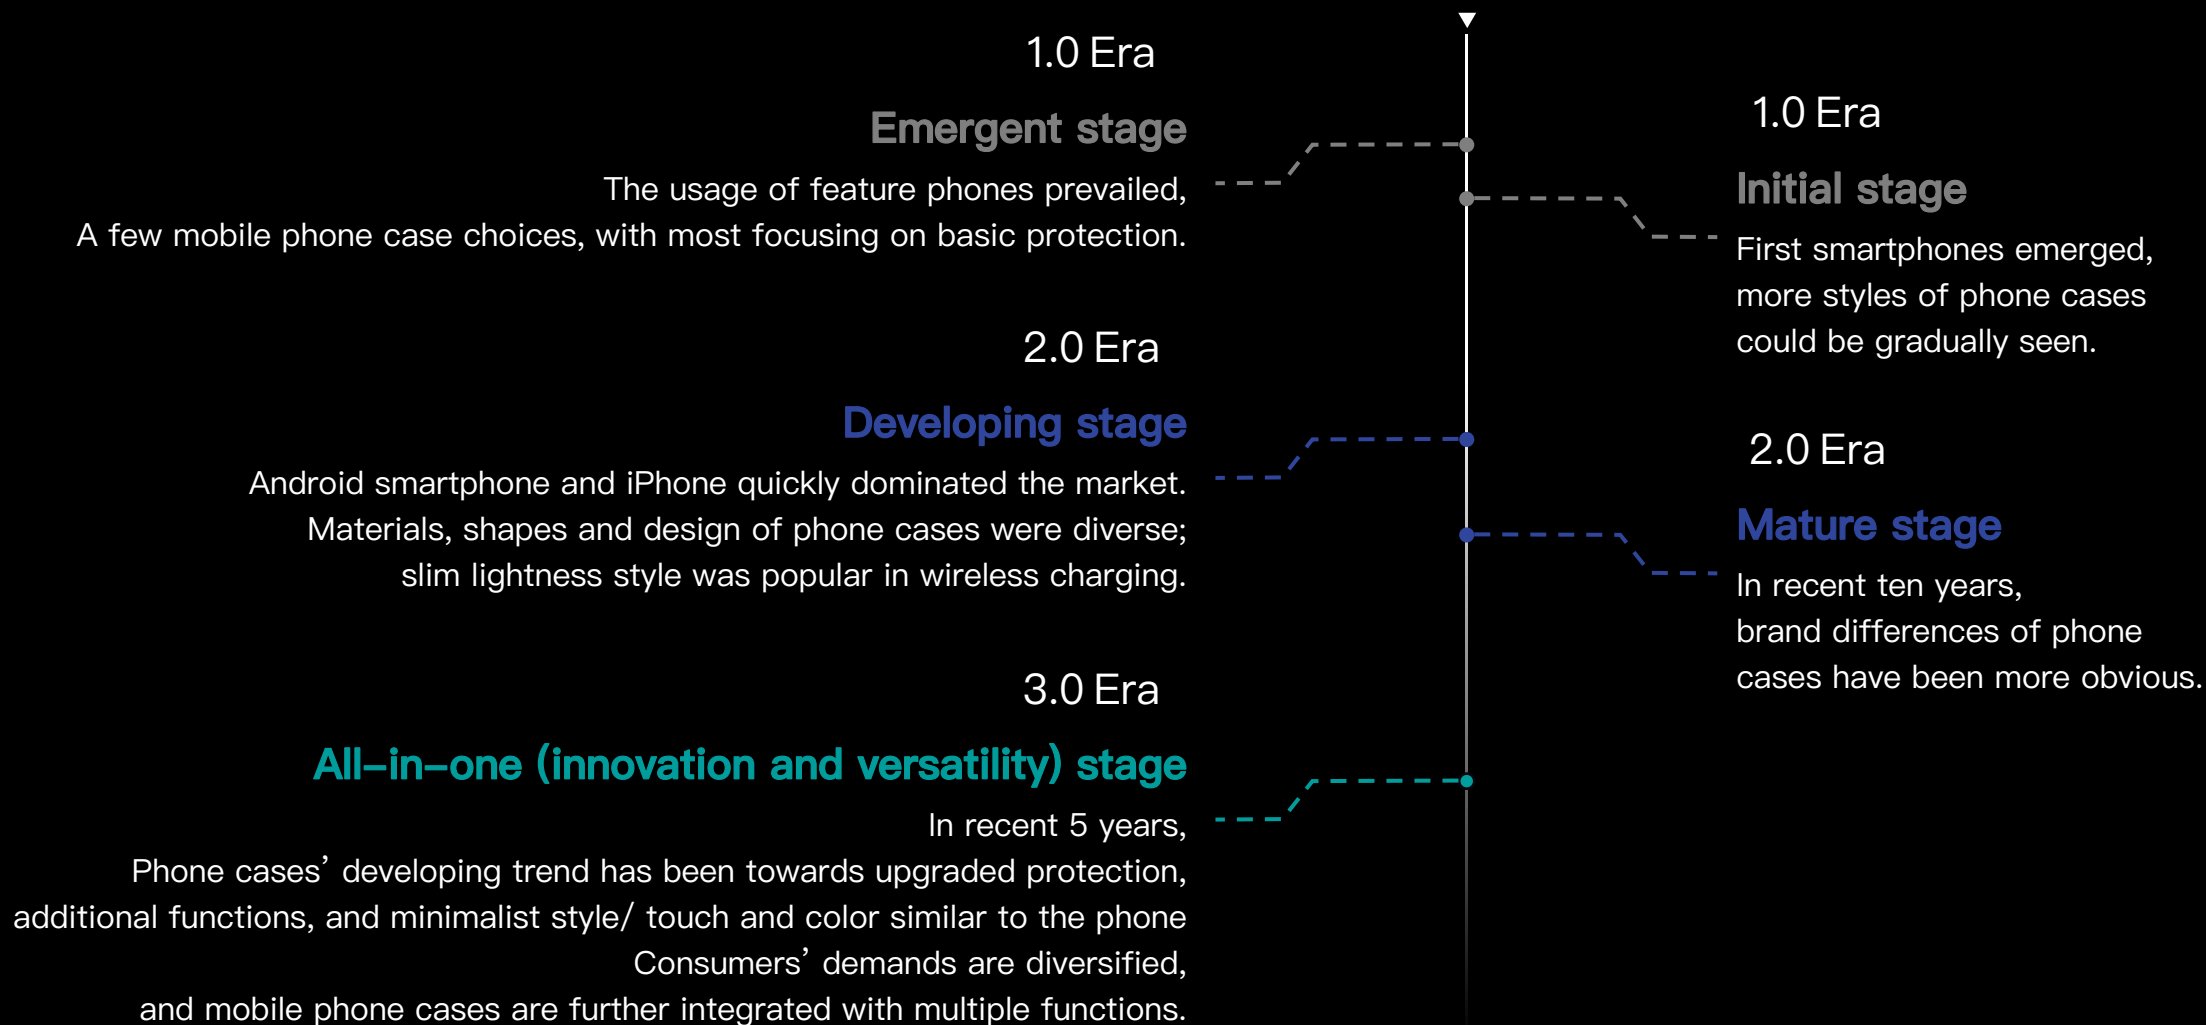 1.0 Era
Emergent stage
The usage of feature phones prevailed,
A few mobile phone case choices, with most focusing on basic protection.
1.0 Era
Initial stage
First smartphones emerged,
more styles of phone cases
could be gradually seen.
2.0 Era
Developing stage
Android smartphone and iPhone quickly dominated the market.
Materials, shapes and design of phone cases were diverse;
slim lightness style was popular in wireless charging.
2.0 Era
Mature stage
In recent ten years,
brand differences of phone
cases have been more obvious.
3.0 Era
All-in-one (innovation and versatility) stage
In recent 5 years,
Phone cases’ developing trend has been towards upgraded protection,
additional functions, and minimalist style/ touch and color similar to the phone
Consumers’ demands are diversified,
and mobile phone cases are further integrated with multiple functions.